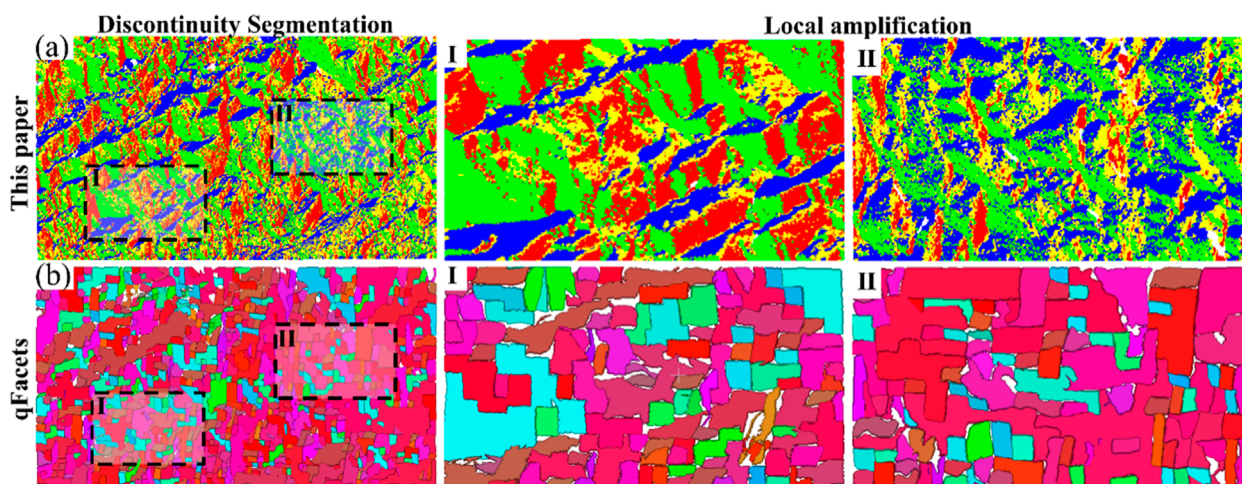 Discontinuity Segmentation
Local amplification
This paper
(a)
I
II
I
II
qFacets
(b)
I
II
I
II